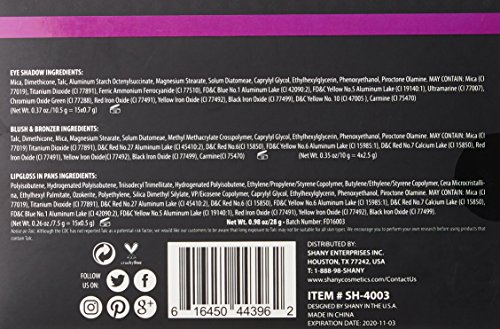 EYE SHADOW INGREDIENTS:
Mica, Dimethicone, Talc, Aluminum Starch Octenylsuccinate, Magnesium Stearate, Solum Diatomeae, Caprylyl Glycol, Ethylhexylglycerin, Phenoxyethanol, Proctone Olamine. MAY CONTAIN: Mica (CI
77019), Titanium Dioxide (CI 77891), Ferric Ammonium Ferrocyanide (CI 77510), FD&C Blue No.1 Aluminum Lake (CI 42090:2), FD&C Yellow No.5 Aluminum Lake (CI 19140:1), Ultramarine (CI 77007),
Chromium Oxide Green (CI 77288), Red Iron Oxide (CI 77491), Yellow Iron Oxide (CI 77492), Black Iron Oxide (CI 77499), D&C Yellow No. 10 (CI 47005), Carmine (CI 75470)
(Net Wt. 0.37 oz/10.5 g = 15x0.7g)
BLUSH & BRONZER INGREDIENTS:
Talc, Mica, Magnesium Stearate, Solum Diatomeae, Methyl Methacrylate Crosspolymer, Caprylyl Glycol, Ethylhexylglycerin, Phenoxyethanol, Proctone Olamine. MAY CONTAIN: Mica (CI
77019) Titanium Dioxide (CI 77891), D&C Red No.27 Aluminum Lake (CI 45410:2), D&C Red No.6(CI 15850), FD&C Yellow No.6 Aluminum Lake (CI 15985:1), D&C Red No.7 Calcium Lake (CI 15850), Red Iron Oxide (CI 77491),
Yellow Iron Oxide(CI 77492), Black Iron Oxide (CI 77499), Carmine(CI 75470) (Net Wt. 0.35 oz/10g = 4x2.5g)
LIPGLOSS IN PANS INGREDIENTS:
Polyisobutene, Hydrogenated Polyisobutene, Trisodecyl Trimellitate, Hydrogenated Polyisobutene, Ethylene/Propylene/Styrene Copolymer, Butylene/Ethylene/Styrene Copolymer, Cera Microcristalli-
na, Ethylhexyl Palmitate, Ozokerite, Polyethylene, Silica Dimethyl Silylate, VP/Eicosene Copolymer, Caprylyl Glycol, Ethylhexylglycerin, Phenoxyethanol, Proctone Olamine. MAY CONTAIN: Mica (CI
77019), Titanium Dioxide (CI 77891), D&C Red No.27 Aluminum Lake (CI 45410:2), D&C Red No.6 (CI 15850), FD&C Yellow No.6 Aluminum Lake (CI 15985:1), D&C Red No.7 Calcium Lake (CI 15850),
FD&C Blue No.1 Aluminum Lake (CI 42090:2), FD&C Yellow No.5 Aluminum Lake (CI 19140:1), Yellow Iron Oxide (CI 77492), Red Iron Oxide (CI 77491), Black Iron Oxide (CI 77499).
(Net Wt. 0.26 oz/7.5g = 15x0.5g) Net Wt. 0.98 oz/28 g - Batch Number: FD16003
FOLLOW
US ON:
cruelty free
6 16450 44396 2
DISTRIBUTED BY:
SHANY ENTERPRISES INC.
HOUSTON, TX 77242, USA
T: 1-888-98-SHANY
Shanycosmetics.com/ContactUs
ITEM # SH-4003
DESIGNED BY SHANY IN THE U.S.A.
MADE IN CHINA
EXPIRATION DATE: 2020-11-03